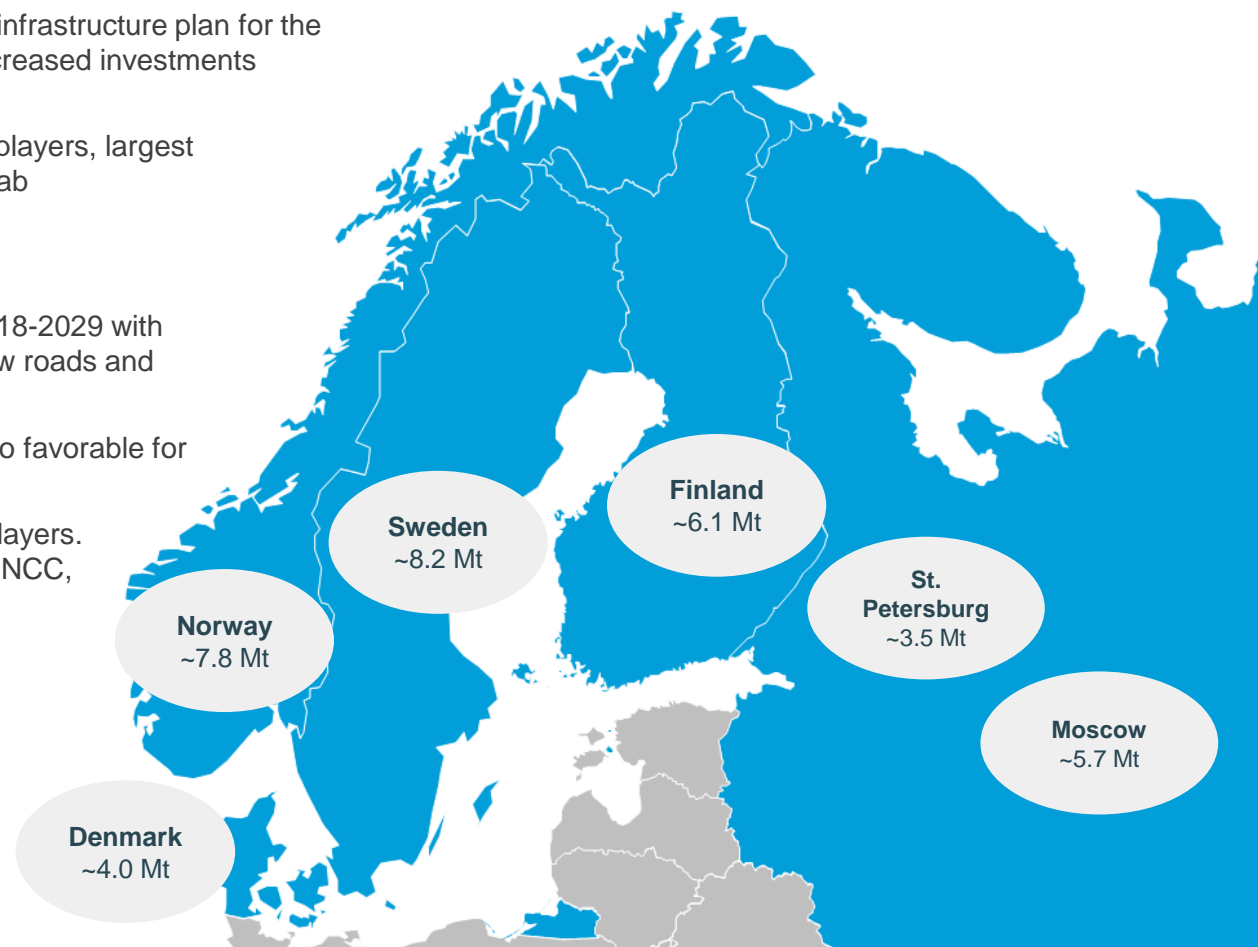 infrastructure plan for the
creased investments
players, largest
ab
18-2029 with
w roads and
o favorable for
layers.
NCC,
Finland
~6.1 Mt
Sweden
~8.2 Mt
St.
Petersburg
~3.5 Mt
Norway
~7.8 Mt
Moscow
~5.7 Mt
Denmark
~4.0 Mt